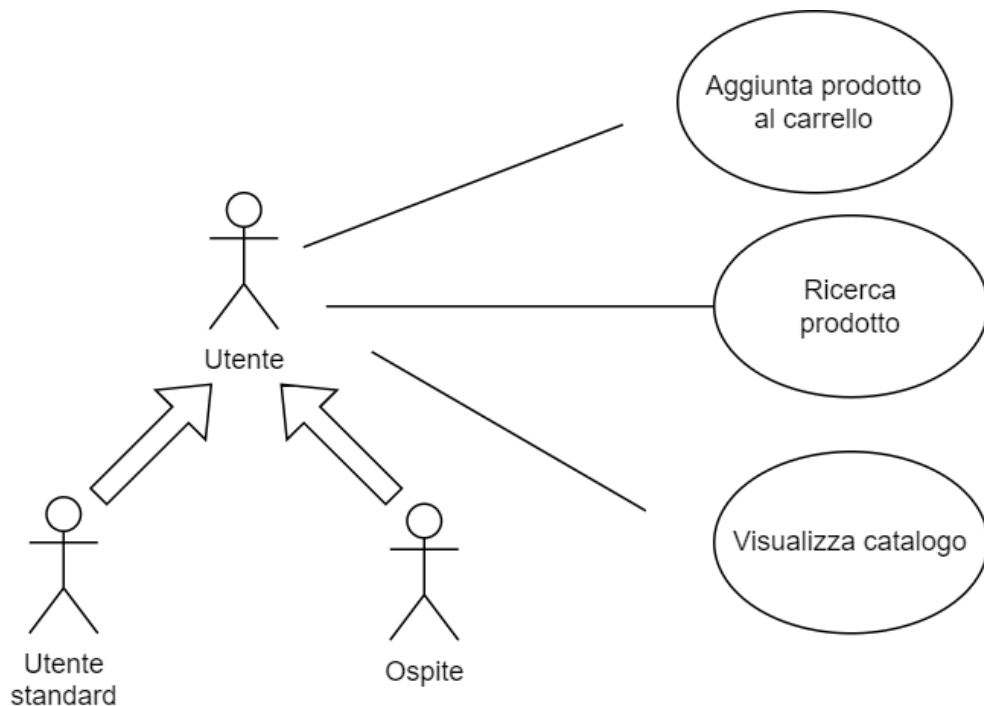 Aggiunta prodotto
al carrello
Ricerca
prodotto
Utente
Visualizza catalogo
Utente
standard
Ospite